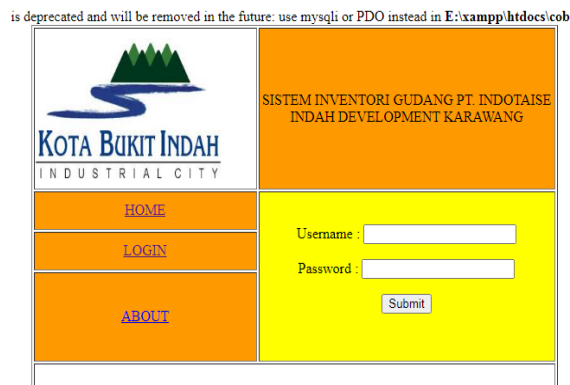 is deprecated and will be removed in the future: use mysqli or PDO instead in E:\xampp\htdocs\cob
KOTA BUKIT INDAH
INDUSTRIAL CITY
SISTEM INVENTORI GUDANG PT. INDOTAISE
INDAH DEVELOPMENT KARAWANG
HOME
LOGIN
ABOUT
Username :
Password :
Submit